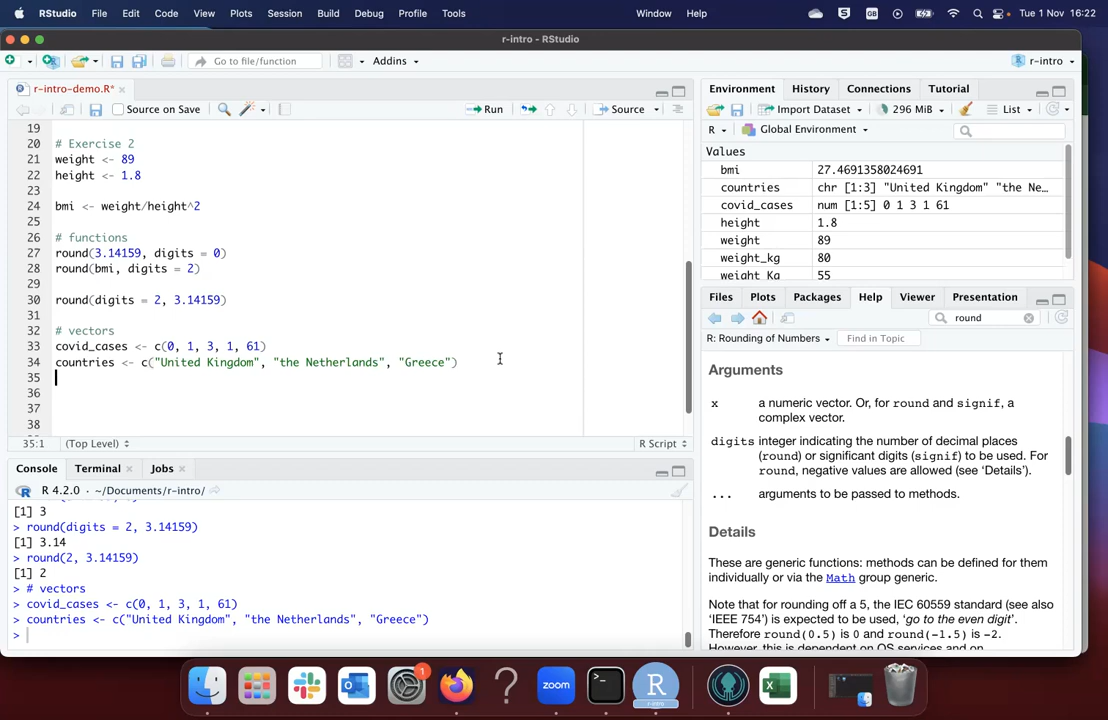 RStudio File Edit Code View Plots Session Build Debug Profile Tools Window Help Tue 1 Nov 16:22
r-intro - RStudio
Go to file/function Addins r-intro
r-intro-demo.R*
Source on Save Run Source
19
20 # Exercise 2
21 weight <- 89
22 height <- 1.8
23
24 bmi <- weight/height^2
25
26 # functions
27 round(3.14159, digits = 0)
28 round(bmi, digits = 2)
29
30 round(digits = 2, 3.14159)
31
32 # vectors
33 covid_cases <- c(0, 1, 3, 1, 61)
34 countries <- c("United Kingdom", "the Netherlands", "Greece")
35
36
37
38
35:1 (Top Level) R Script
Console Terminal Jobs
R 4.2.0 · ~/Documents/r-intro/
[1] 3
> round(digits = 2, 3.14159)
[1] 3.14
> round(2, 3.14159)
[1] 2
> # vectors
> covid_cases <- c(0, 1, 3, 1, 61)
> countries <- c("United Kingdom", "the Netherlands", "Greece")
>
Environment History Connections Tutorial
Import Dataset 296 MiB List
R Global Environment
Values
bmi 27.4691358024691
countries chr [1:3] "United Kingdom" "the Ne…
covid_cases num [1:5] 0 1 3 1 61
height 1.8
weight 89
weight_kg 80
weight_Kg 55
Files Plots Packages Help Viewer Presentation
round
R: Rounding of Numbers Find in Topic
Arguments
x a numeric vector. Or, for round and signif, a
complex vector.
digits integer indicating the number of decimal places
(round) or significant digits (signif) to be used. For
round, negative values are allowed (see ‘Details’).
... arguments to be passed to methods.
Details
These are generic functions: methods can be defined for them
individually or via the Math group generic.
Note that for rounding off a 5, the IEC 60559 standard (see also
‘IEEE 754’) is expected to be used, ‘go to the even digit’.
Therefore round(0.5) is 0 and round(-1.5) is -2.
However, this is dependent on OS services and on
1
zoom
R
r-intro